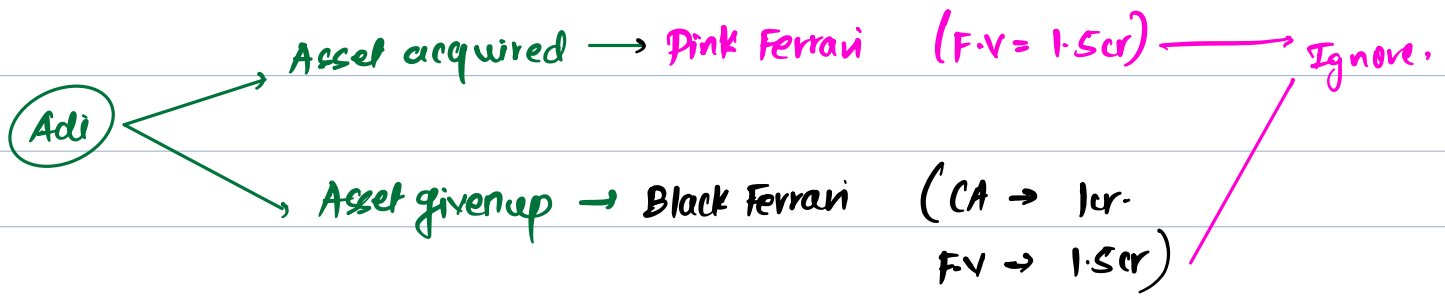 Asset acquired → Pink Ferrari (F.V = 1.5cr) → Ignore.
Adi
Asset givenup → Black Ferrari (CA → 1cr.
F.V → 1.5cr)